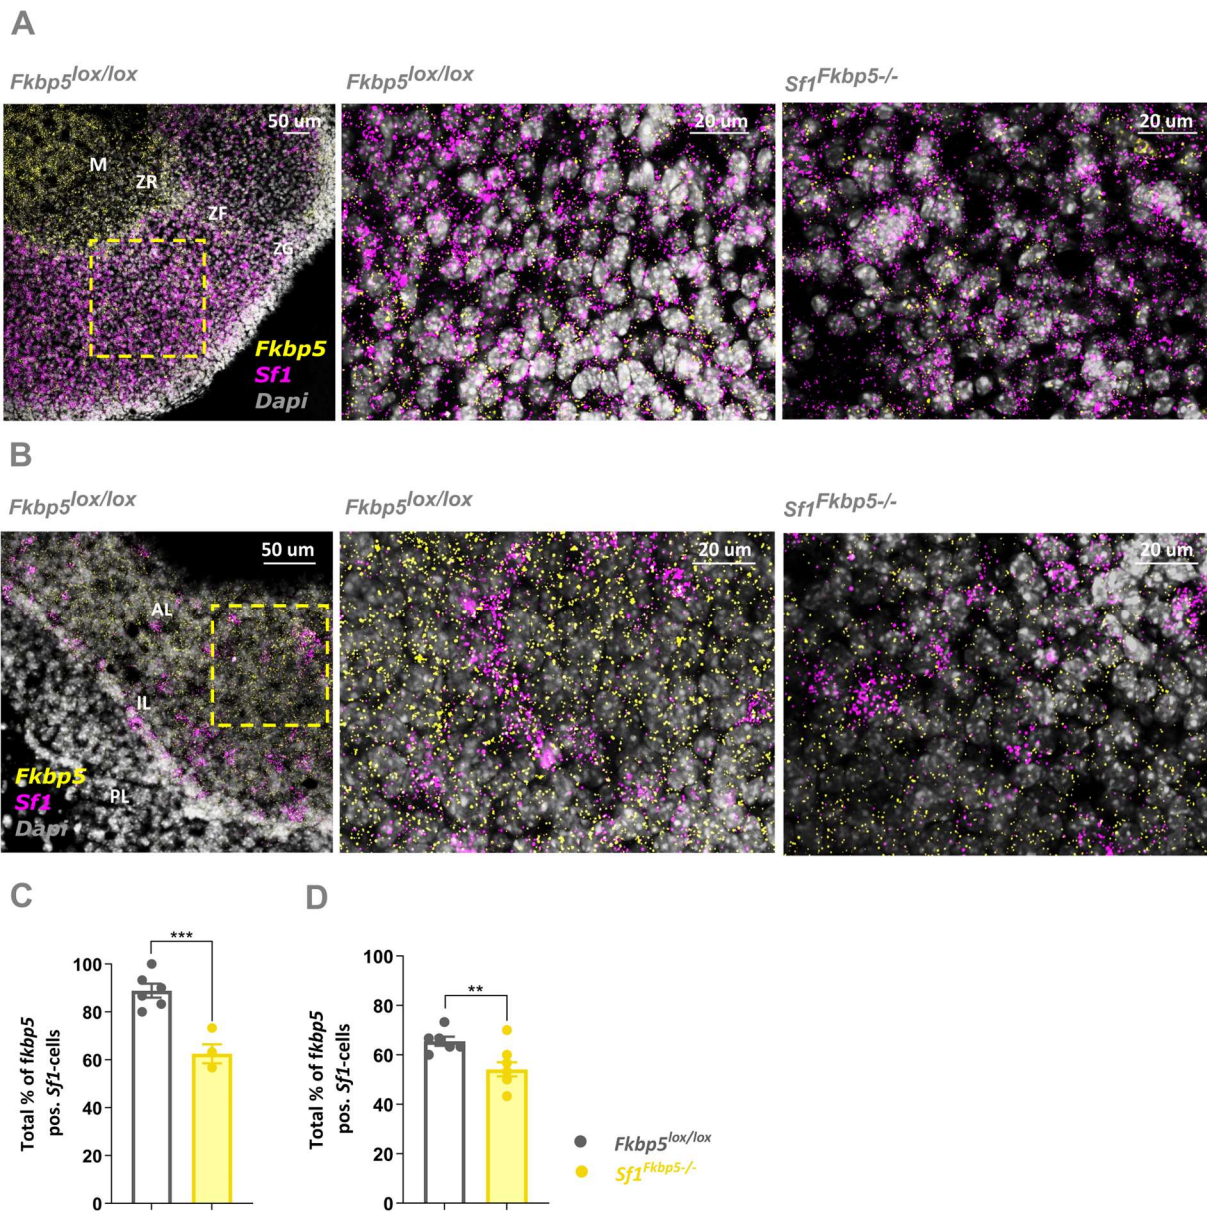 A
Fkbp5lox/lox
Fkbp5lox/lox
Sf1Fkbp5-/-
50 um
M
ZR
ZF
ZG
Fkbp5
Sf1
Dapi
20 um
20 um
B
Fkbp5lox/lox
Fkbp5lox/lox
Sf1Fkbp5-/-
50 um
AL
IL
PL
Fkbp5
Sf1
Dapi
20 um
20 um
C
Total % of fkbp5
pos. Sf1-cells
100
80
60
40
20
0
***
D
Total % of fkbp5
pos. Sf1-cells
100
80
60
40
20
0
**
Fkbp5lox/lox
Sf1Fkbp5-/-